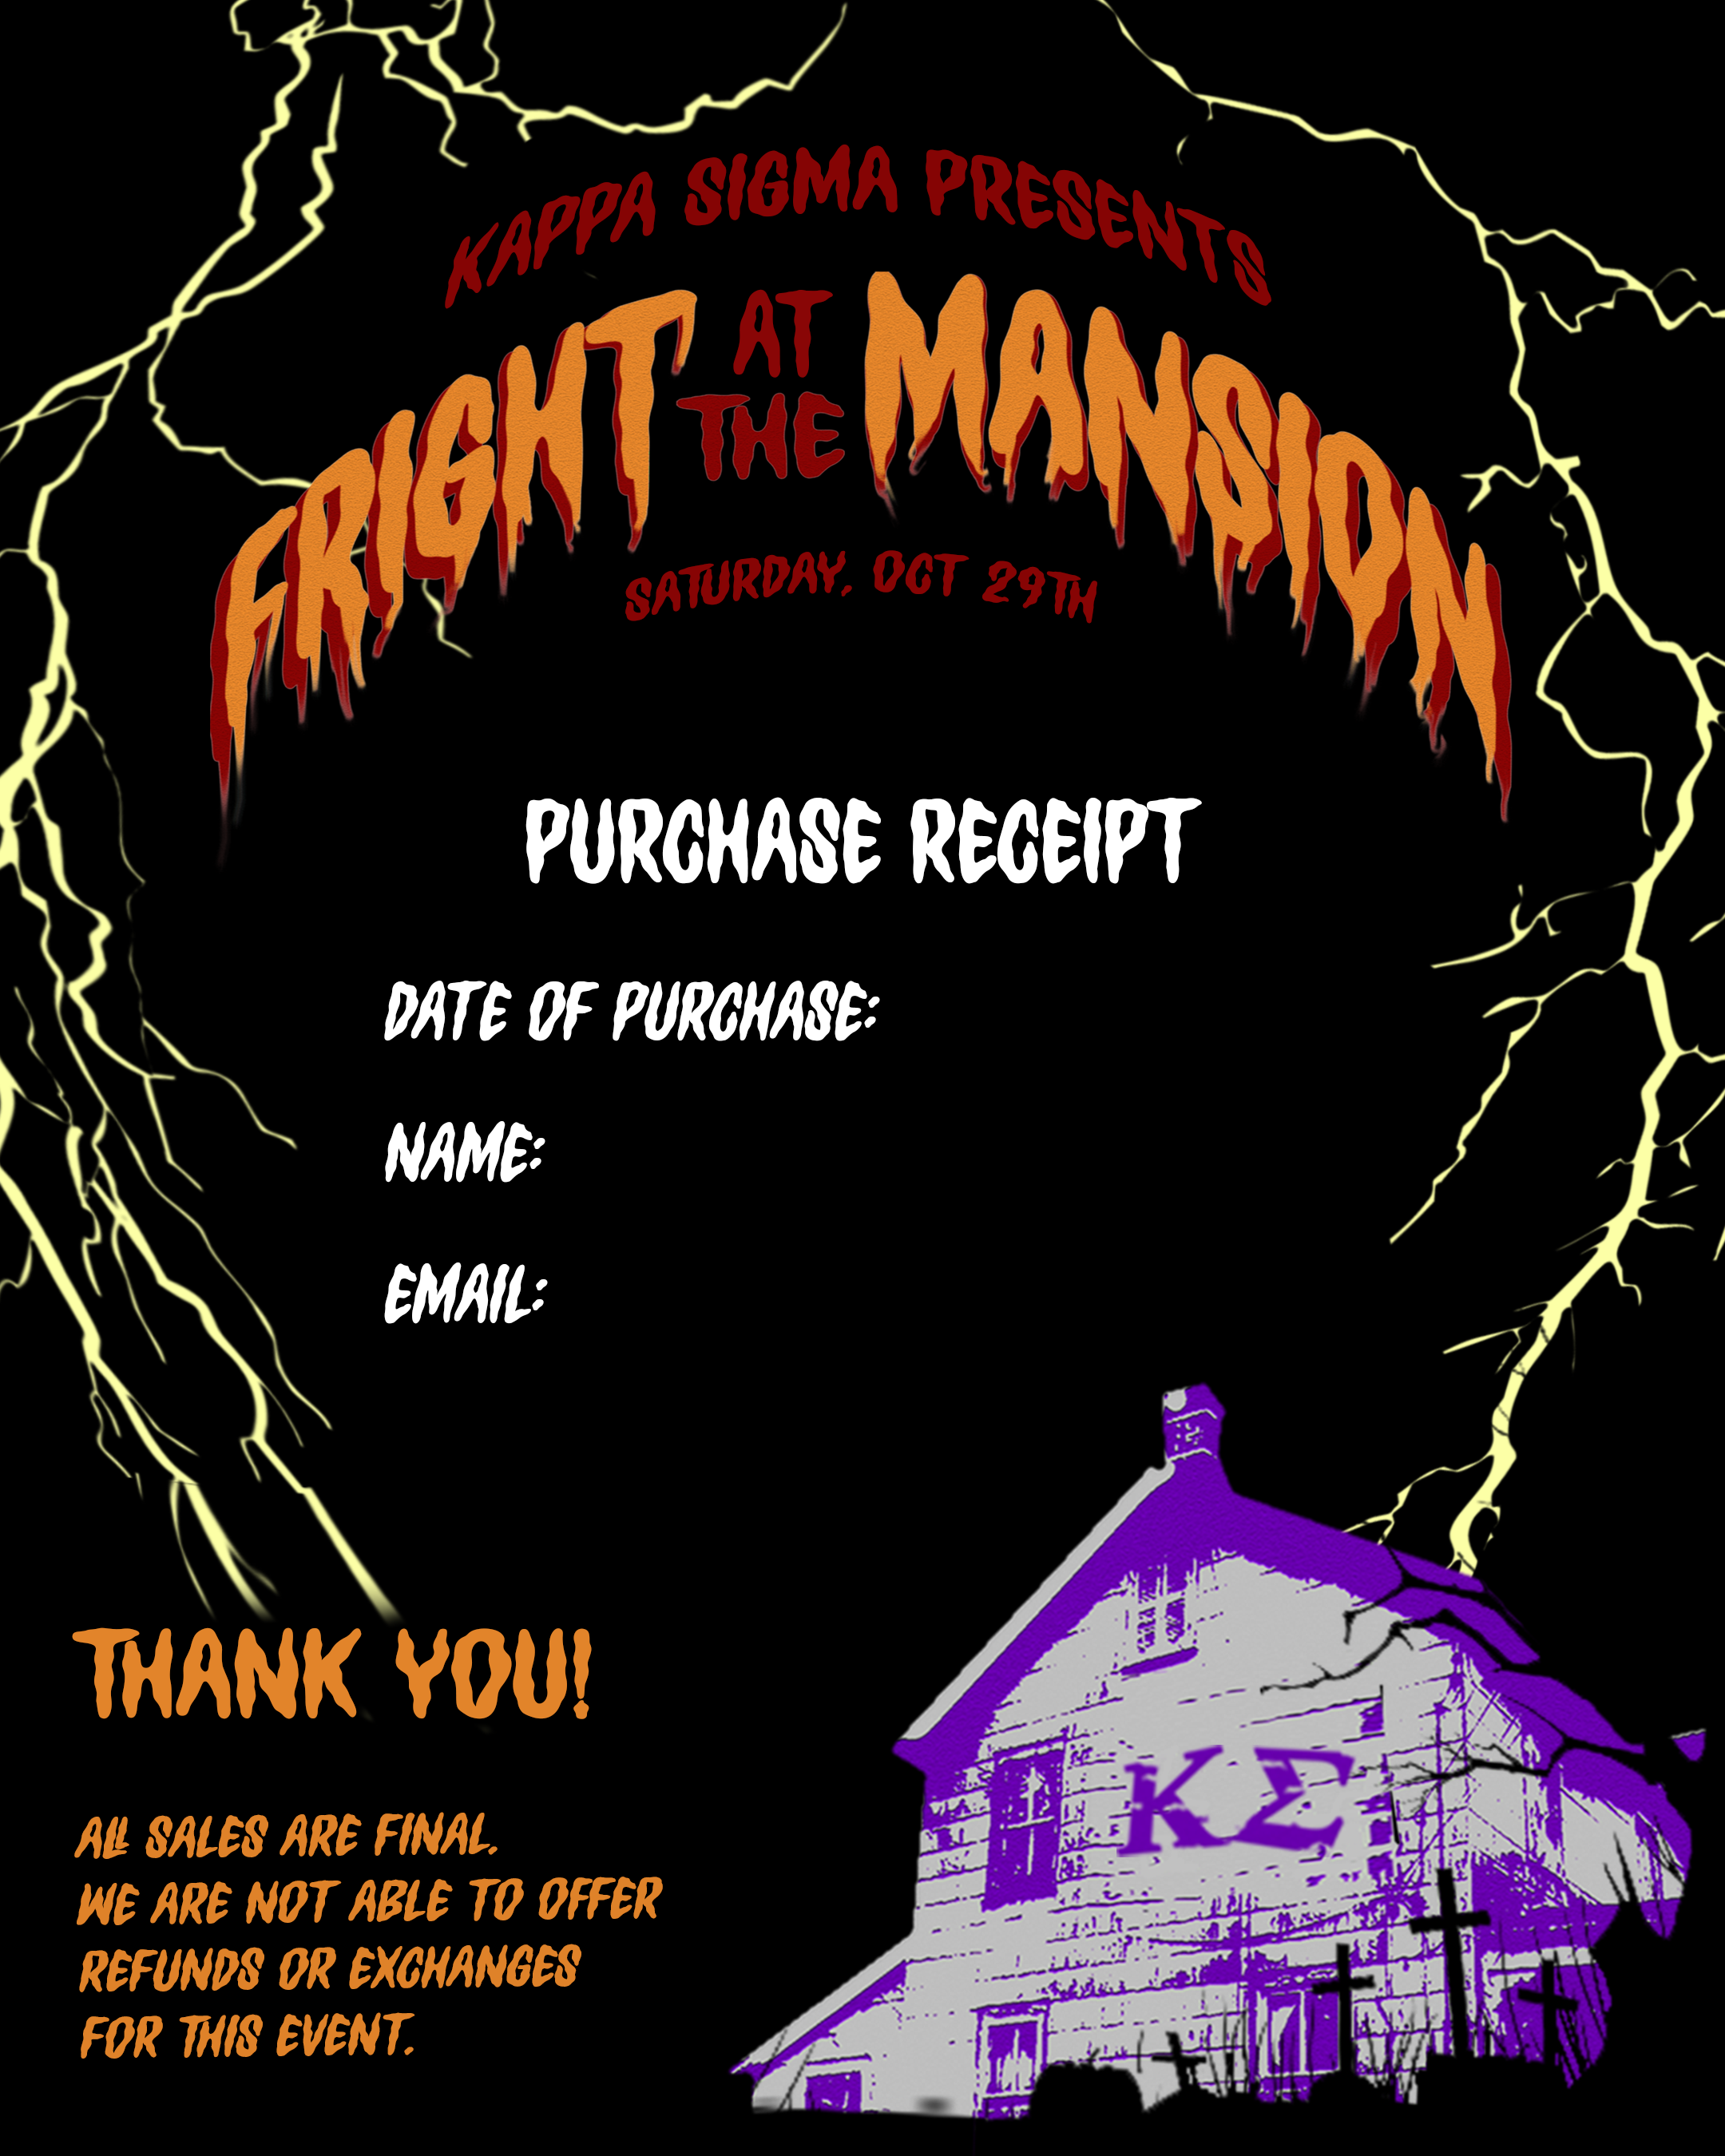 KAPPA SIGMA PRESENTS
FRIGHT AT THE MANSION
SATURDAY, OCT 29TH
PURCHASE RECEIPT
DATE OF PURCHASE:
NAME:
EMAIL:
THANK YOU!
ALL SALES ARE FINAL.
WE ARE NOT ABLE TO OFFER
REFUNDS OR EXCHANGES
FOR THIS EVENT.
ΚΣ